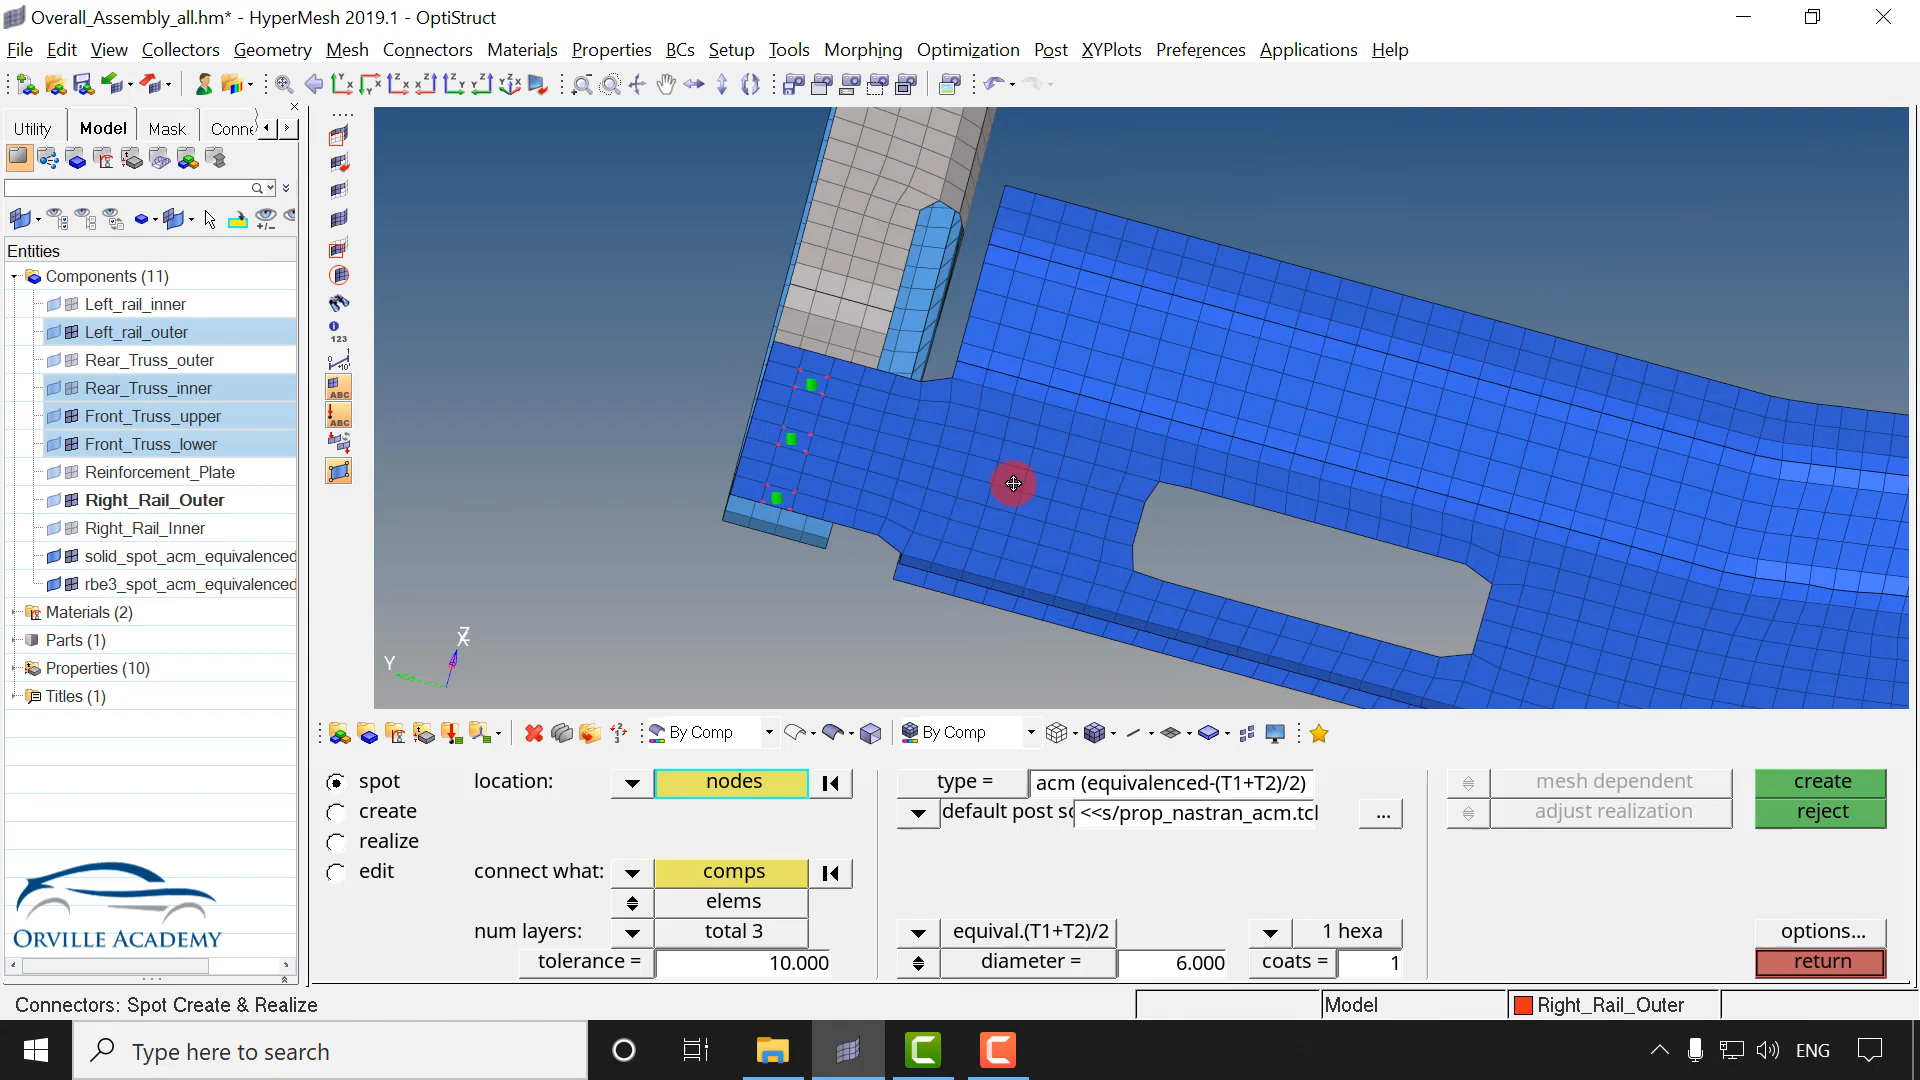 Overall_Assembly_all.hm* - HyperMesh 2019.1 - OptiStruct
File Edit View Collectors Geometry Mesh Connectors Materials Properties BCs Setup Tools Morphing Optimization Post XYPlots Preferences Applications Help
Utility Model Mask Conne
Entities
Components (11)
Left_rail_inner
Left_rail_outer
Rear_Truss_outer
Rear_Truss_inner
Front_Truss_upper
Front_Truss_lower
Reinforcement_Plate
Right_Rail_Outer
Right_Rail_Inner
solid_spot_acm_equivalenced
rbe3_spot_acm_equivalenced
Materials (2)
Parts (1)
Properties (10)
Titles (1)
ORVILLE ACADEMY
123
ABC
ABC
Z
X
Y
By Comp By Comp
spot location: nodes type = acm (equivalenced-(T1+T2)/2) mesh dependent create
create default post sc <<s/prop_nastran_acm.tcl ... adjust realization reject
realize
edit connect what: comps
elems
num layers: total 3 equival.(T1+T2)/2 1 hexa options...
tolerance = 10.000 diameter = 6.000 coats = 1 return
Connectors: Spot Create & Realize Model Right_Rail_Outer
Type here to search ENG